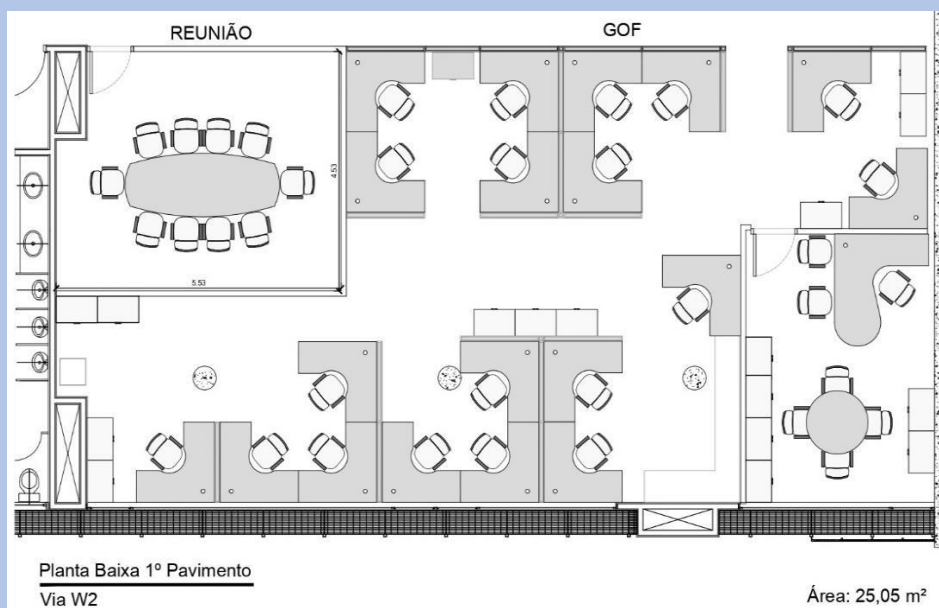 REUNIÃO
GOF
4.53
5.53
Planta Baixa 1º Pavimento
Via W2
Área: 25,05 m²